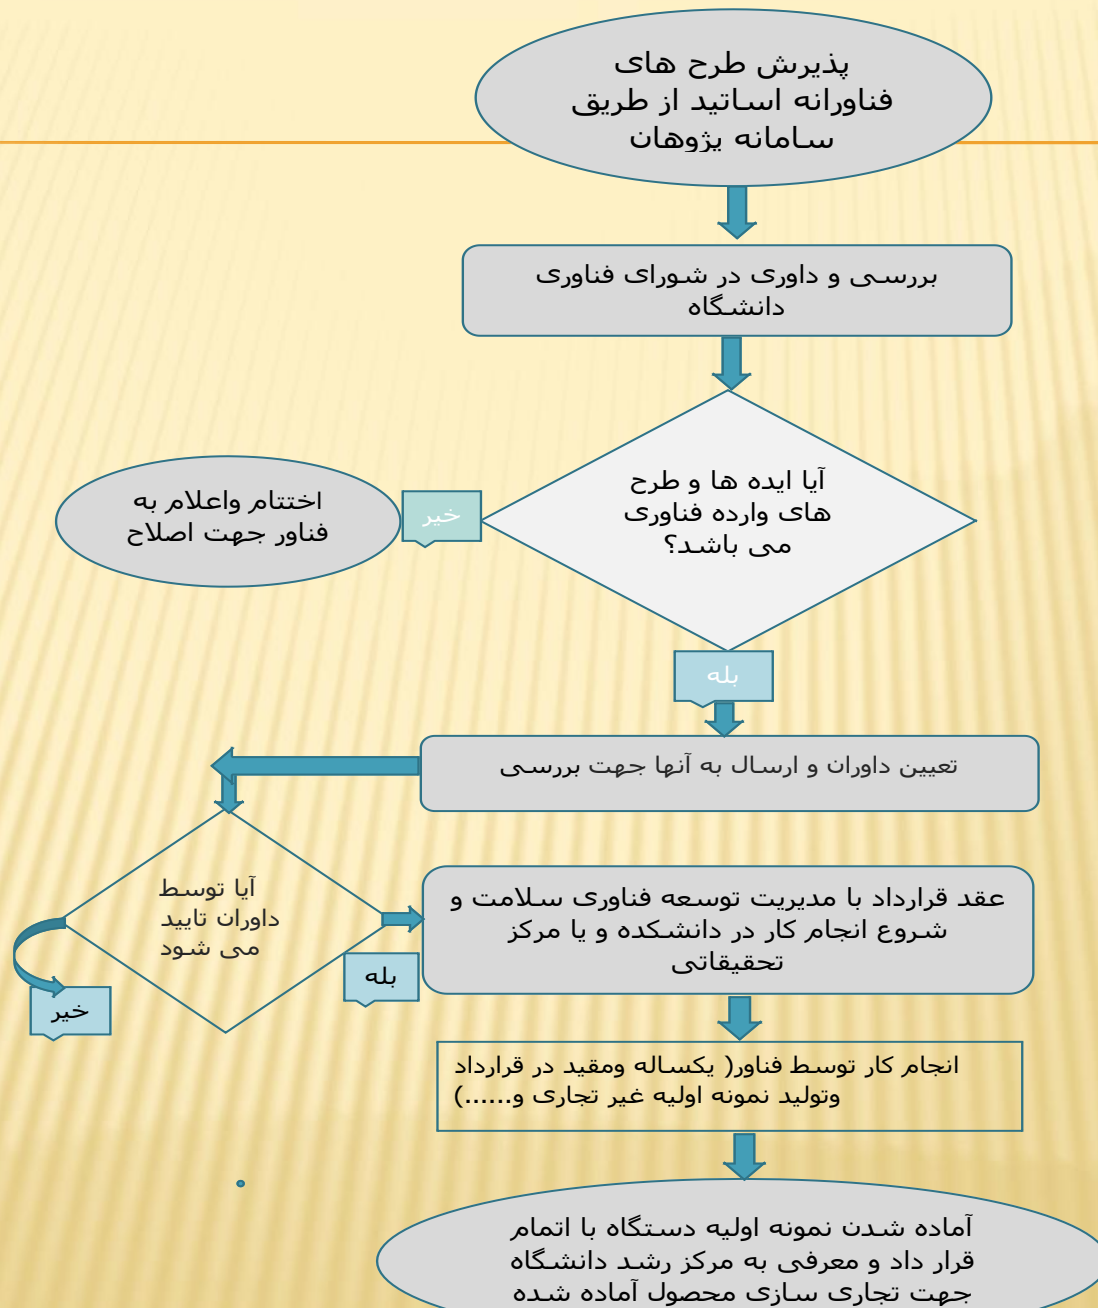 پذیرش طرح های
فناورانه اساتید از طریق
سامانه پژوهان
بررسی و داوری در شورای فناوری
دانشگاه
آیا ایده ها و طرح
های وارده فناوری
می باشد؟
خیر
اختتام واعلام به
فناور جهت اصلاح
بله
تعیین داوران و ارسال به آنها جهت بررسی
آیا توسط
داوران تایید
می شود
خیر
بله
عقد قرارداد با مدیریت توسعه فناوری سلامت و
شروع انجام کار در دانشکده و یا مرکز
تحقیقاتی
انجام کار توسط فناور( یکساله ومقید در قرارداد
وتولید نمونه اولیه غیر تجاری و......)
آماده شدن نمونه اولیه دستگاه با اتمام
قرار داد و معرفی به مرکز رشد دانشگاه
جهت تجاری سازی محصول آماده شده